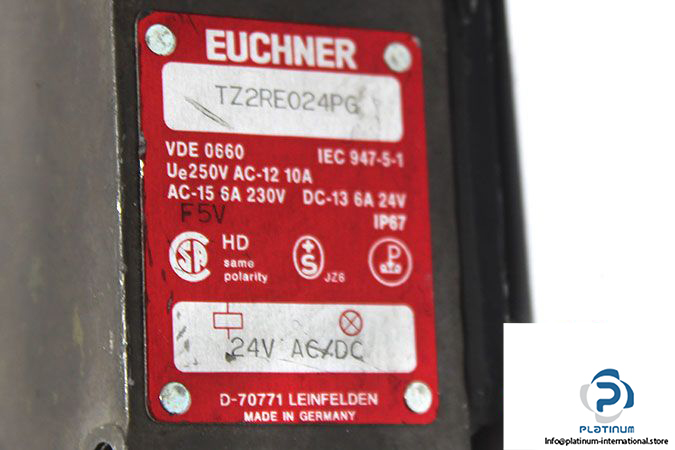 EUCHNER
TZ2RE024PG
VDE 0660 IEC 947-5-1
Ue250V AC-12 10A
AC-15 6A 230V DC-13 6A 24V
F5V IP67
HD
same
polarity
JZ6
24V AC/DC
D-70771 LEINFELDEN
MADE IN GERMANY
PLATINUM
Info@platinum-international.store